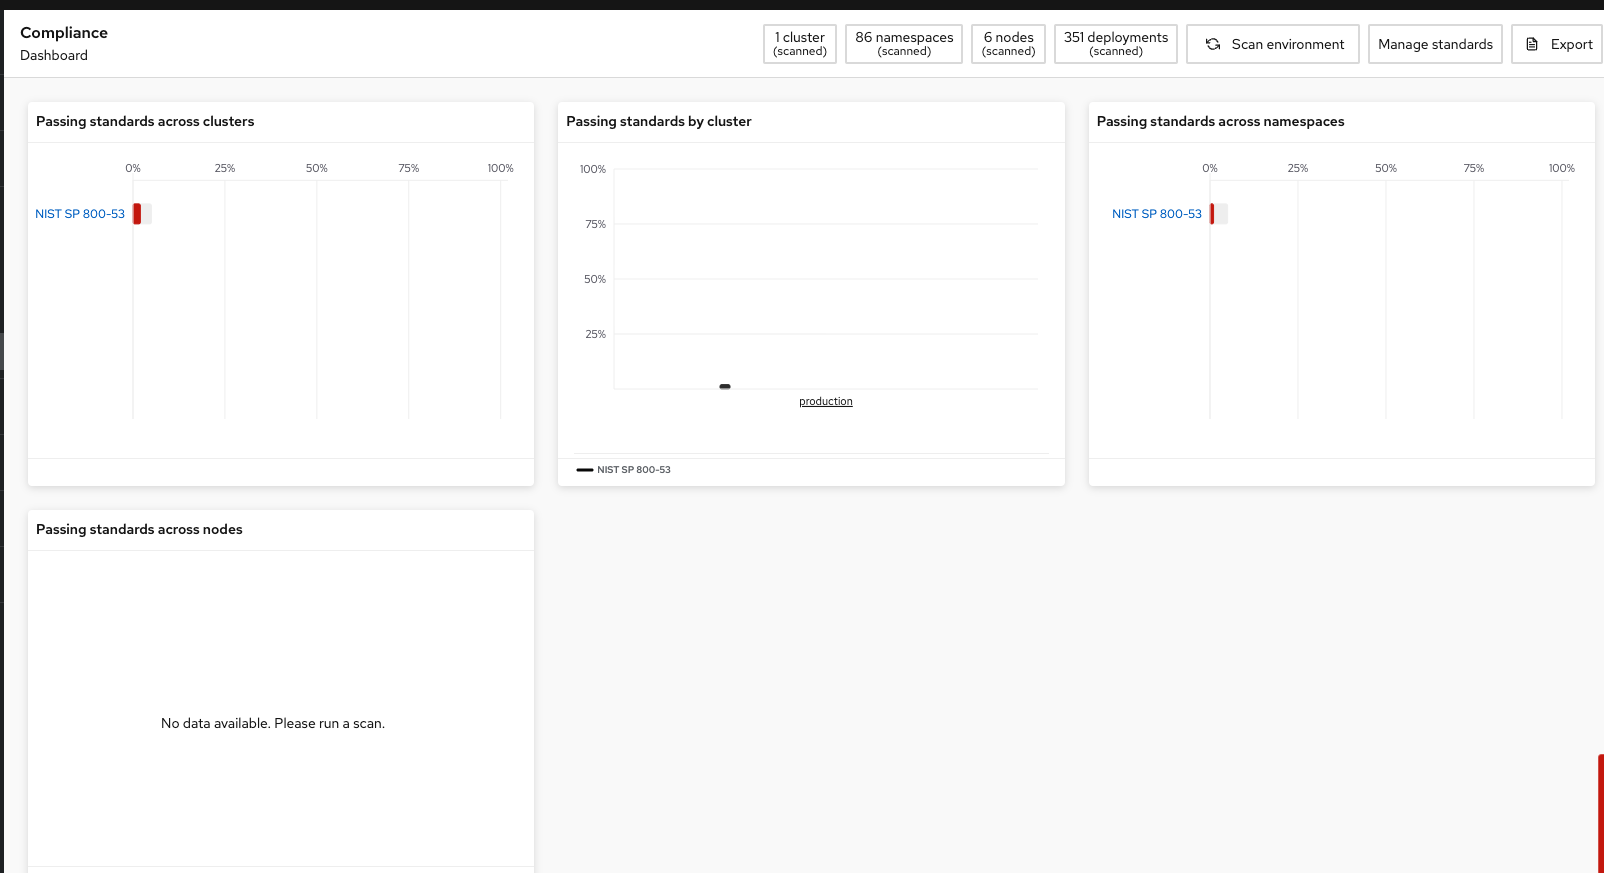 Compliance
Dashboard
1 cluster
(scanned)
86 namespaces
(scanned)
6 nodes
(scanned)
351 deployments
(scanned)
Scan environment
Manage standards
Export
Passing standards across clusters
0% 25% 50% 75% 100%
NIST SP 800-53
Passing standards by cluster
100%
75%
50%
25%
production
NIST SP 800-53
Passing standards across namespaces
0% 25% 50% 75% 100%
NIST SP 800-53
Passing standards across nodes
No data available. Please run a scan.